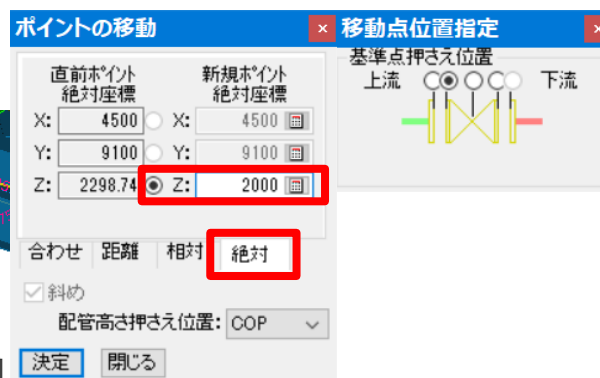 ポイントの移動
直前ポイント 新規ポイント
絶対座標 絶対座標
X: 4500 X: 4500
Y: 9100 Y: 9100
Z: 2298.74 Z: 2000
合わせ 距離 相対 絶対
斜め
配管高さ押さえ位置: COP
決定 閉じる
移動点位置指定
基準点押さえ位置
上流 下流